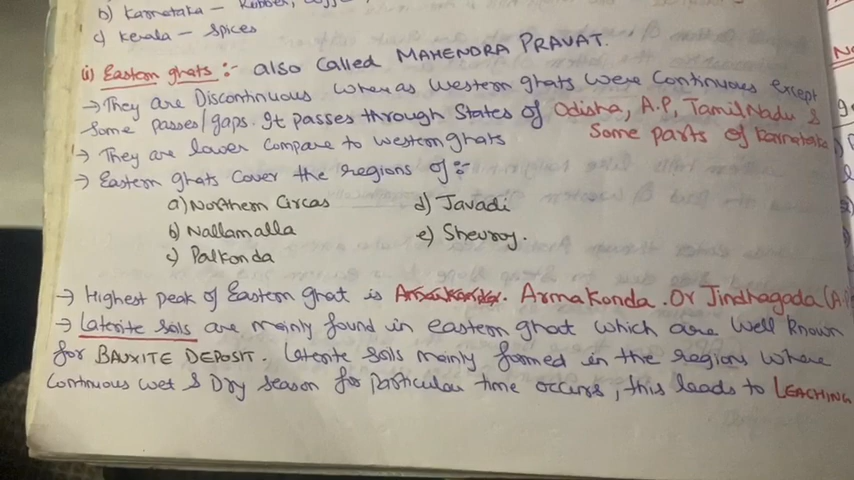 b) Karnataka – Rubber,
c) Kerala – Spices
(ii) Eastern ghats :- also called MAHENDRA PRAVAT.
→ They are Discontinuous whereas western ghats were Continuous except
Some passes/gaps. It passes through States of Odisha, A.P, Tamil Nadu &
Some parts of Karnataka
→ They are lower compare to western ghats
→ Eastern ghats cover the regions of :-
a) Northern Circas d) Javadi
b) Nallamalla e) Shevroy.
c) Palkonda
→ Highest peak of Eastern ghat is Armakonda. Or Jindhagada (A.
→ Laterite Soils are mainly found in eastern ghat which are well known
for BAUXITE DEPOSIT. Laterite Soils mainly formed in the regions where
Continuous wet & Dry season for particular time occurs, this leads to LEACHING